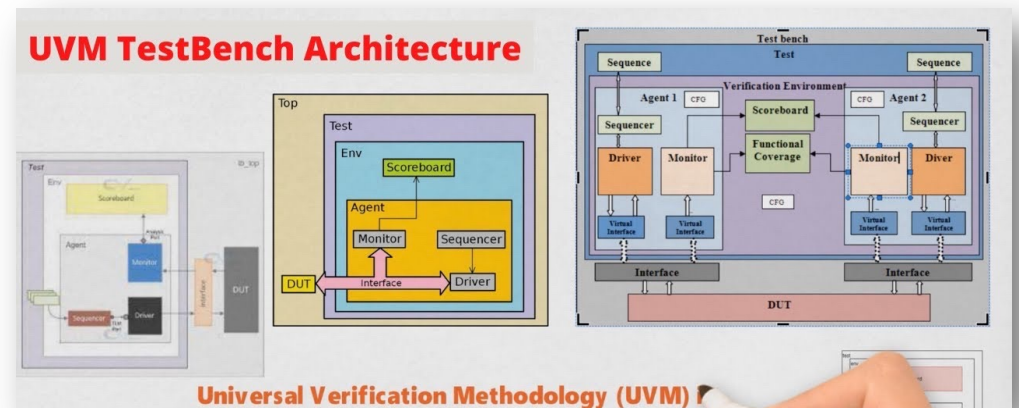 UVM TestBench Architecture
Test
tb_top
Env
Scoreboard
Agent
Monitor
Sequencer
Driver
Interface
DUT
Top
Test
Env
Scoreboard
Agent
Monitor
Sequencer
DUT
Interface
Driver
Test bench
Test
Sequence
Sequence
Verification Environment
Agent 1
CFG
CFG
Agent 2
Scoreboard
Sequencer
Sequencer
Functional
Coverage
Driver
Monitor
Monitor
Diver
CFG
Virtual
Interface
Virtual
Interface
Virtual
Interface
Virtual
Interface
Interface
Interface
DUT
Universal Verification Methodology (UVM)